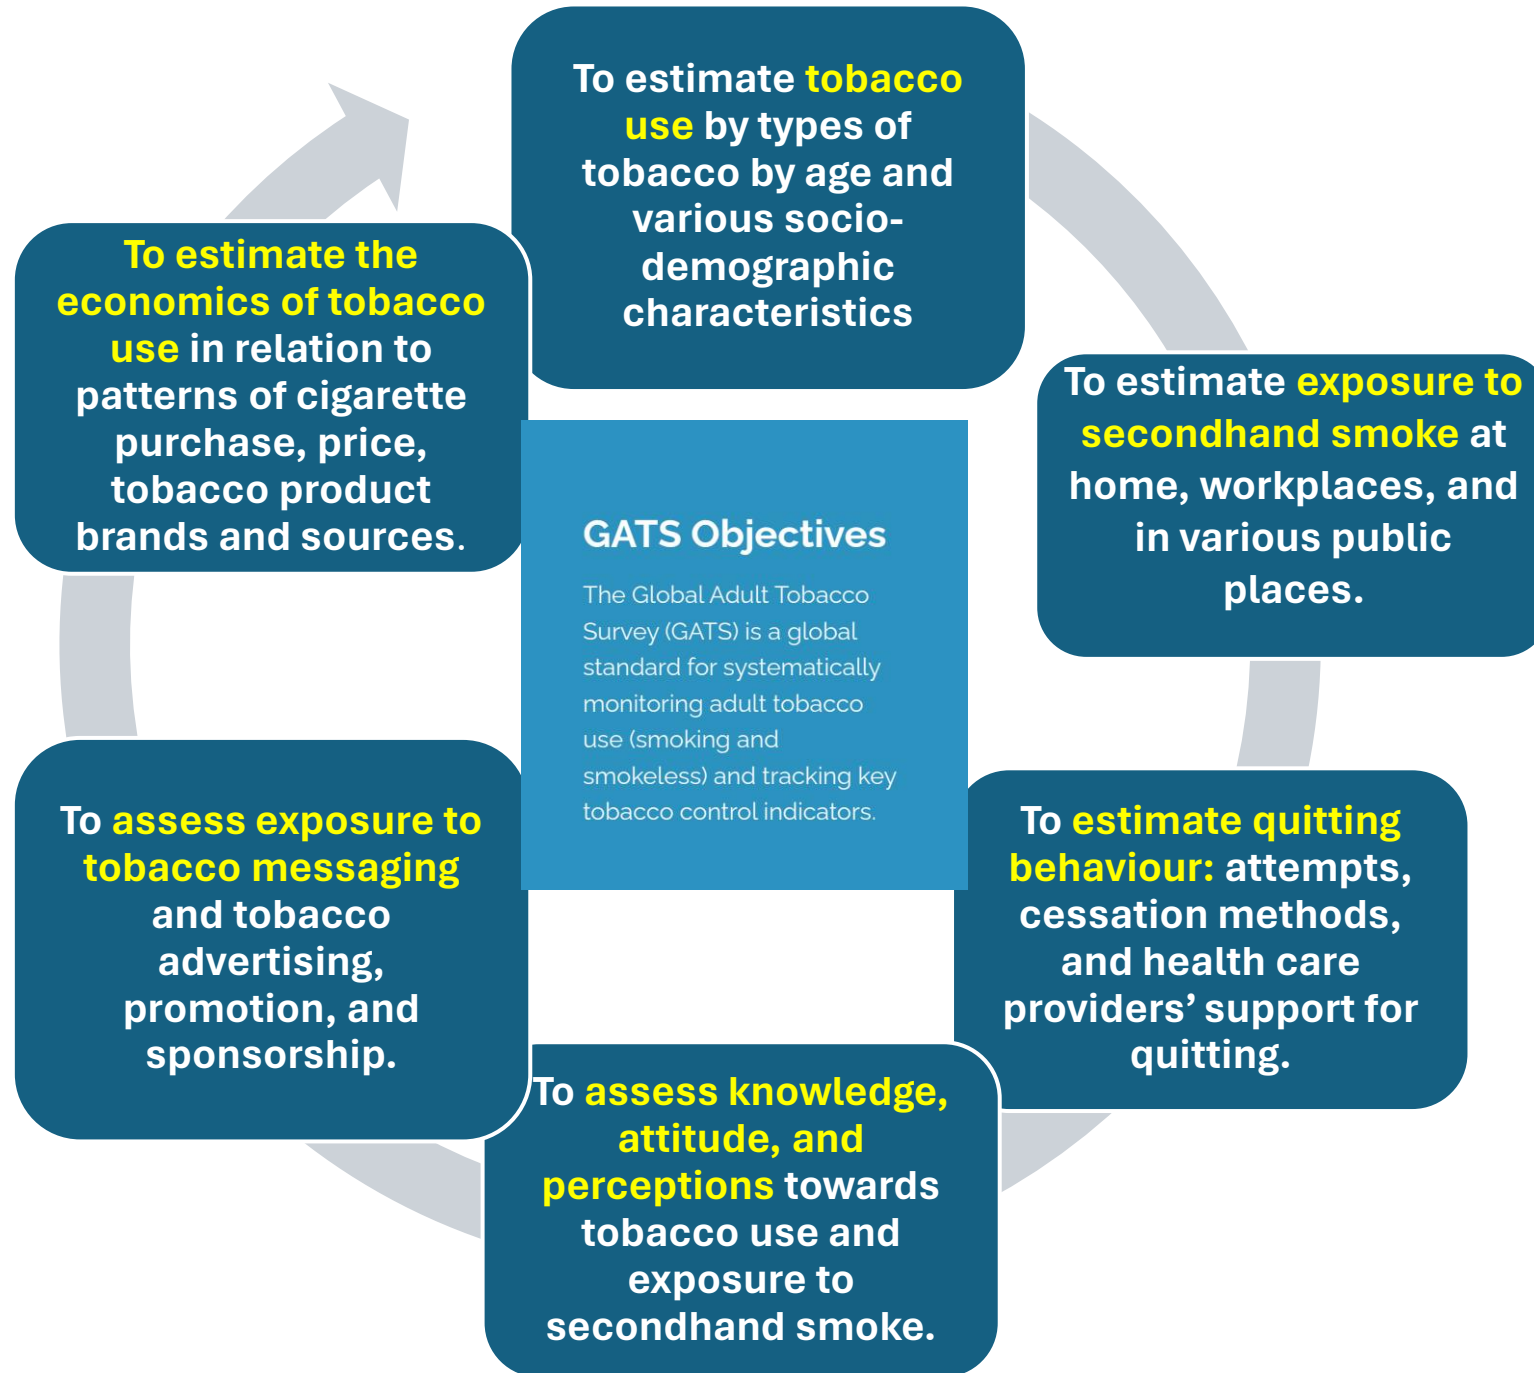 To estimate tobacco
use by types of
tobacco by age and
various socio-
demographic
characteristics
To estimate exposure to
secondhand smoke at
home, workplaces, and
in various public
places.
To estimate quitting
behaviour: attempts,
cessation methods,
and health care
providers’ support for
quitting.
To assess knowledge,
attitude, and
perceptions towards
tobacco use and
exposure to
secondhand smoke.
To assess exposure to
tobacco messaging
and tobacco
advertising,
promotion, and
sponsorship.
To estimate the
economics of tobacco
use in relation to
patterns of cigarette
purchase, price,
tobacco product
brands and sources.
GATS Objectives
The Global Adult Tobacco
Survey (GATS) is a global
standard for systematically
monitoring adult tobacco
use (smoking and
smokeless) and tracking key
tobacco control indicators.